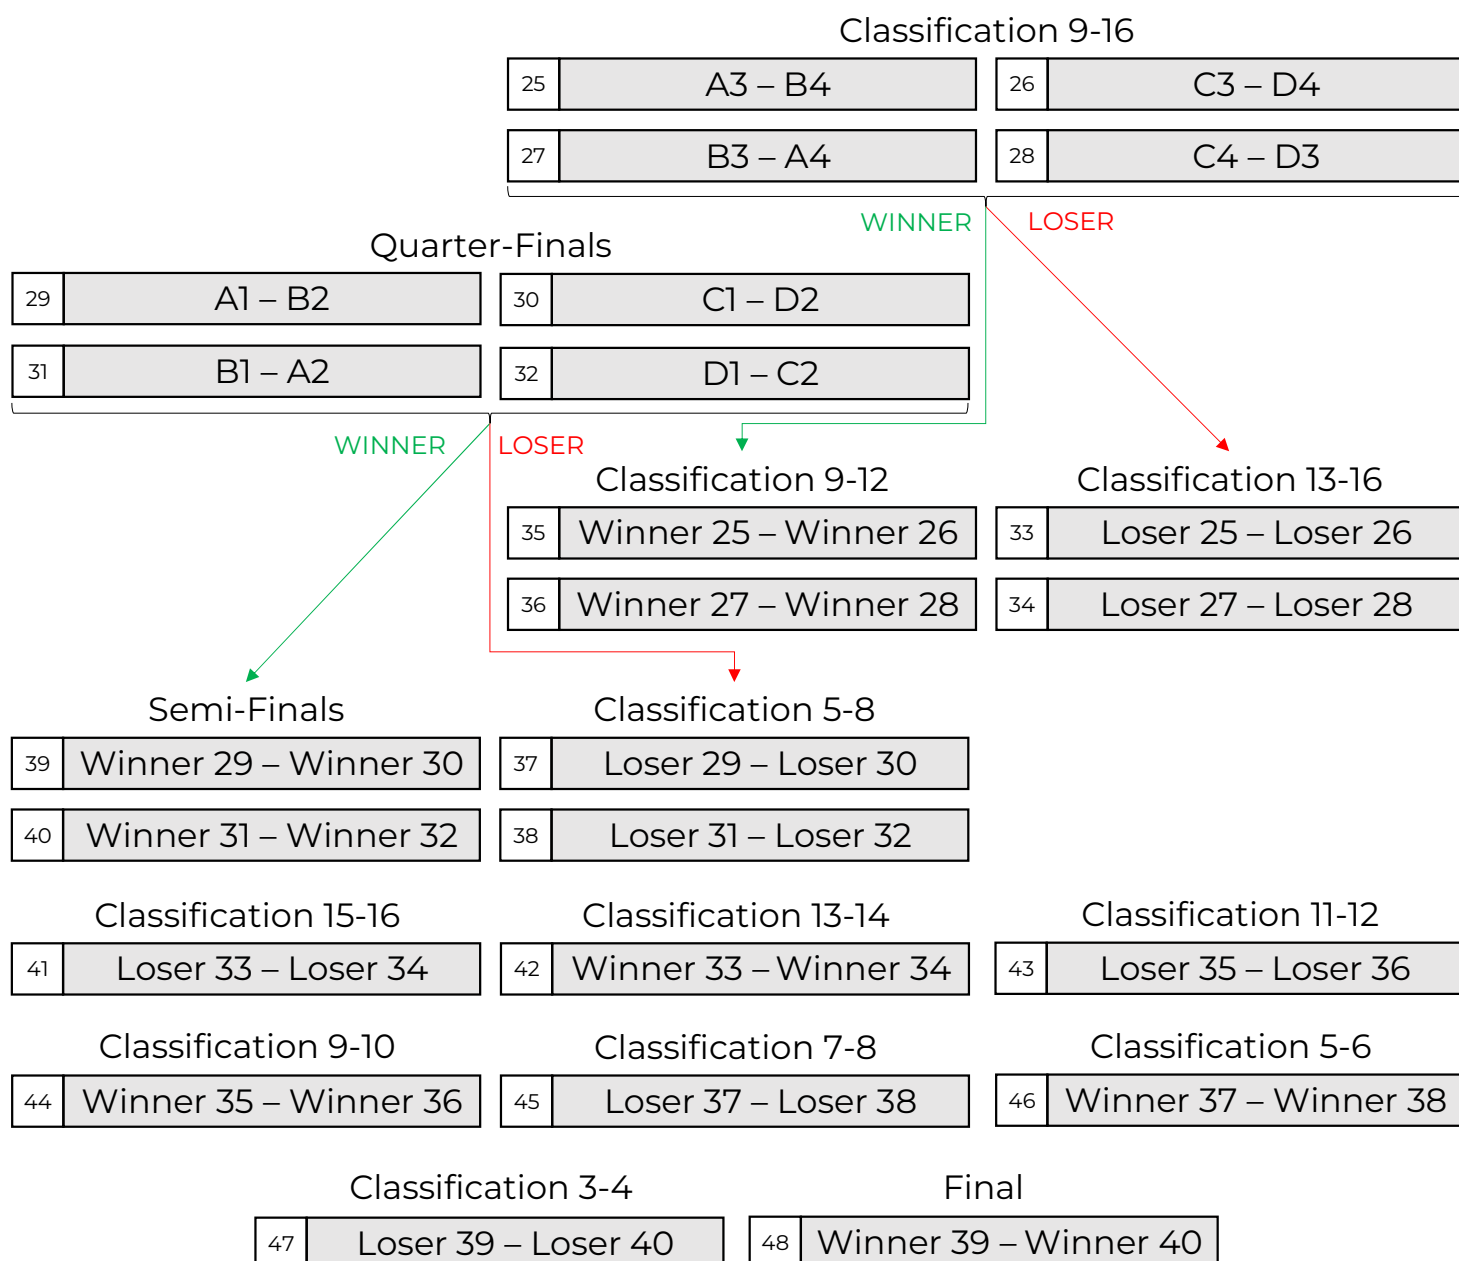 Classification 9-16
25 A3 – B4 26 C3 – D4
27 B3 – A4 28 C4 – D3
WINNER LOSER
Quarter-Finals
29 A1 – B2 30 C1 – D2
31 B1 – A2 32 D1 – C2
WINNER LOSER
Classification 9-12 Classification 13-16
35 Winner 25 – Winner 26 33 Loser 25 – Loser 26
36 Winner 27 – Winner 28 34 Loser 27 – Loser 28
Semi-Finals Classification 5-8
39 Winner 29 – Winner 30 37 Loser 29 – Loser 30
40 Winner 31 – Winner 32 38 Loser 31 – Loser 32
Classification 15-16 Classification 13-14 Classification 11-12
41 Loser 33 – Loser 34 42 Winner 33 – Winner 34 43 Loser 35 – Loser 36
Classification 9-10 Classification 7-8 Classification 5-6
44 Winner 35 – Winner 36 45 Loser 37 – Loser 38 46 Winner 37 – Winner 38
Classification 3-4 Final
47 Loser 39 – Loser 40 48 Winner 39 – Winner 40